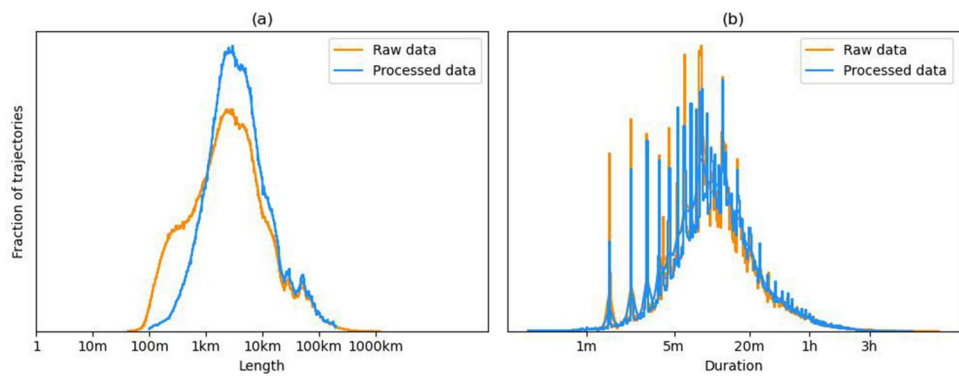 (a)
Fraction of trajectories
Raw data
Processed data
1 10m 100m 1km 10km 100km 1000km
Length
(b)
Raw data
Processed data
1m 5m 20m 1h 3h
Duration